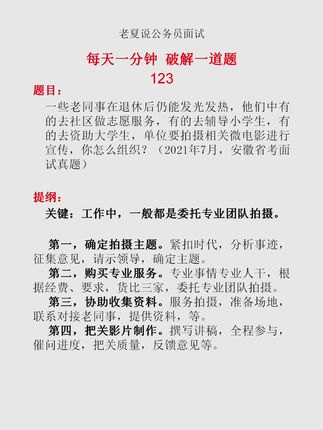 老夏说公务员面试
每天一分钟 破解一道题
123
题目：
一些老同事在退休后仍能发光发热，他们中有
的去社区做志愿服务，有的去辅导小学生，有
的去资助大学生，单位要拍摄相关微电影进行
宣传，你怎么组织？（2021年7月，安徽省考面
试真题）
提纲：
关键：工作中，一般都是委托专业团队拍摄。
第一，确定拍摄主题。紧扣时代，分析事迹，
征集意见，请示领导，确定主题。
第二，购买专业服务。专业事情专业人干，根
据经费、要求，货比三家，委托专业团队拍摄。
第三，协助收集资料。服务拍摄，准备场地，
联系对接老同事，提供资料，等。
第四，把关影片制作。撰写讲稿，全程参与，
催问进度，把关质量，反馈意见等。